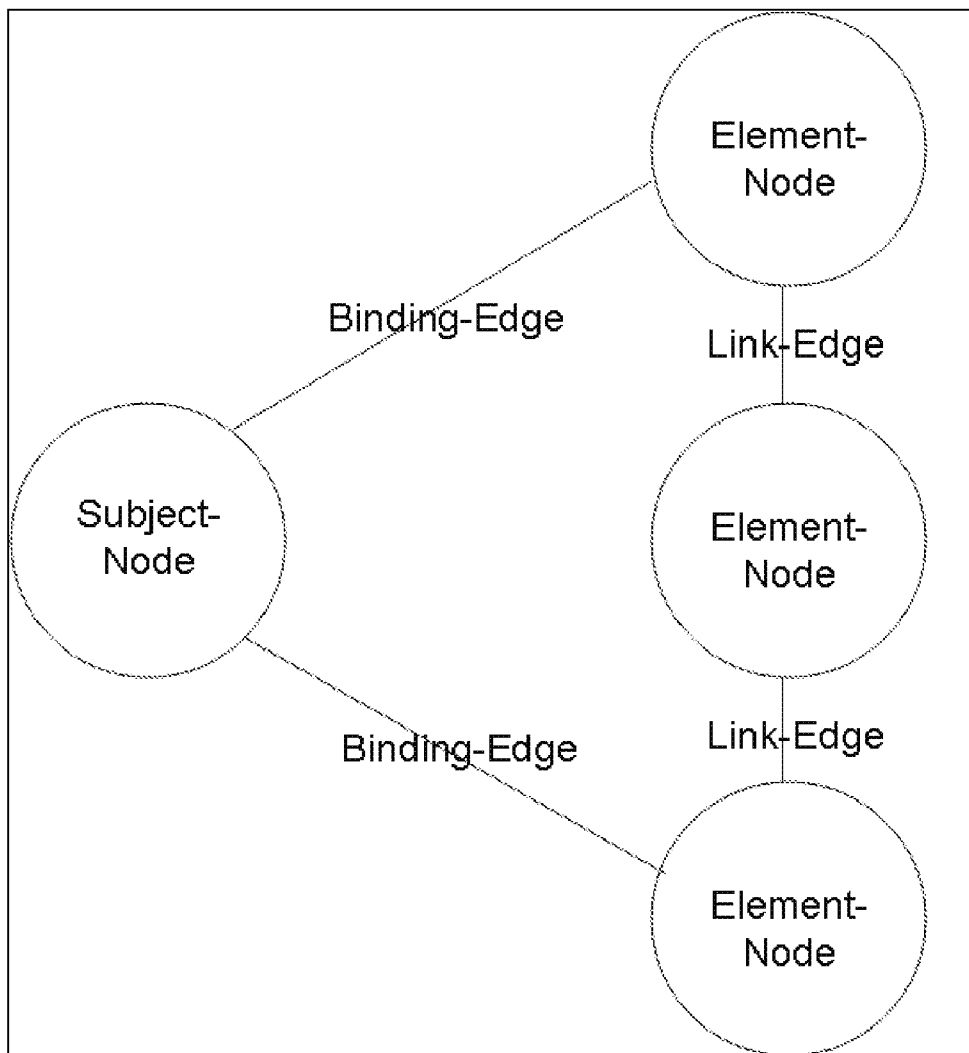 Element-
Node
Binding-Edge
Link-Edge
Subject-
Node
Element-
Node
Binding-Edge
Link-Edge
Element-
Node